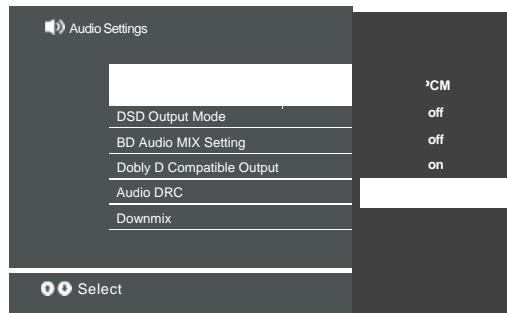 Audio Settings
PCM
DSD Output Mode off
BD Audio MIX Setting off
Dobly D Compatible Output on
Audio DRC
Downmix
Select